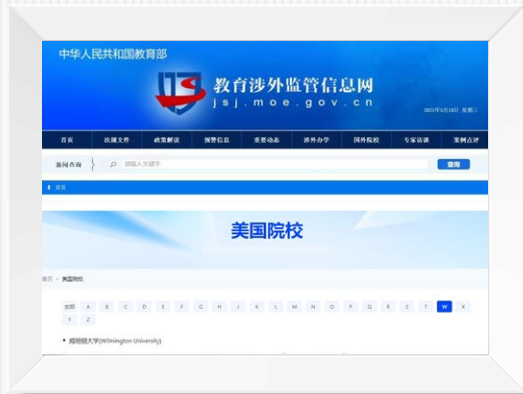 中华人民共和国教育部
教育涉外监管信息网
jsj.moe.gov.cn
首页 法规文件 政策解读 预警信息 重要动态 涉外办学 国外院校 专家访谈 案例点评
新闻查询 请输入关键字 查询
首页
美国院校
首页 > 美国院校
全部 A B C D E F G H J K L M N O P Q R S T W X
Y Z
威明顿大学(Wilmington University)